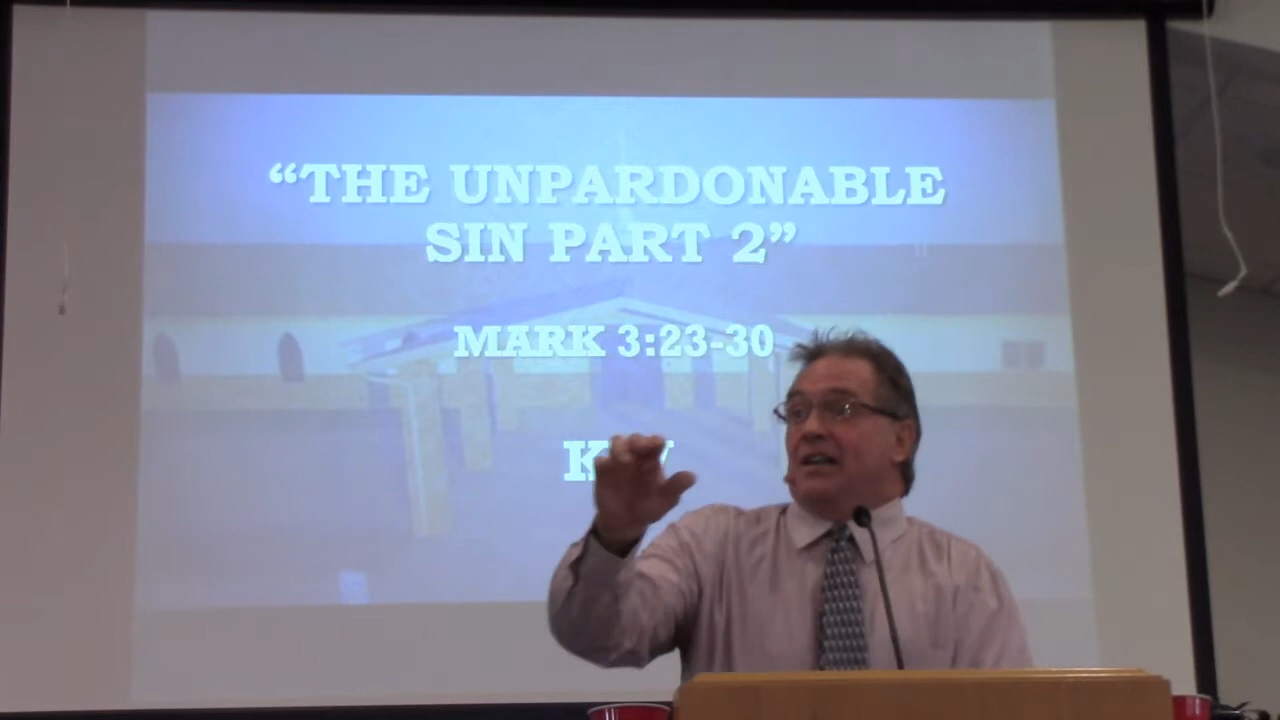 “THE UNPARDONABLE
SIN PART 2”
MARK 3:23-30